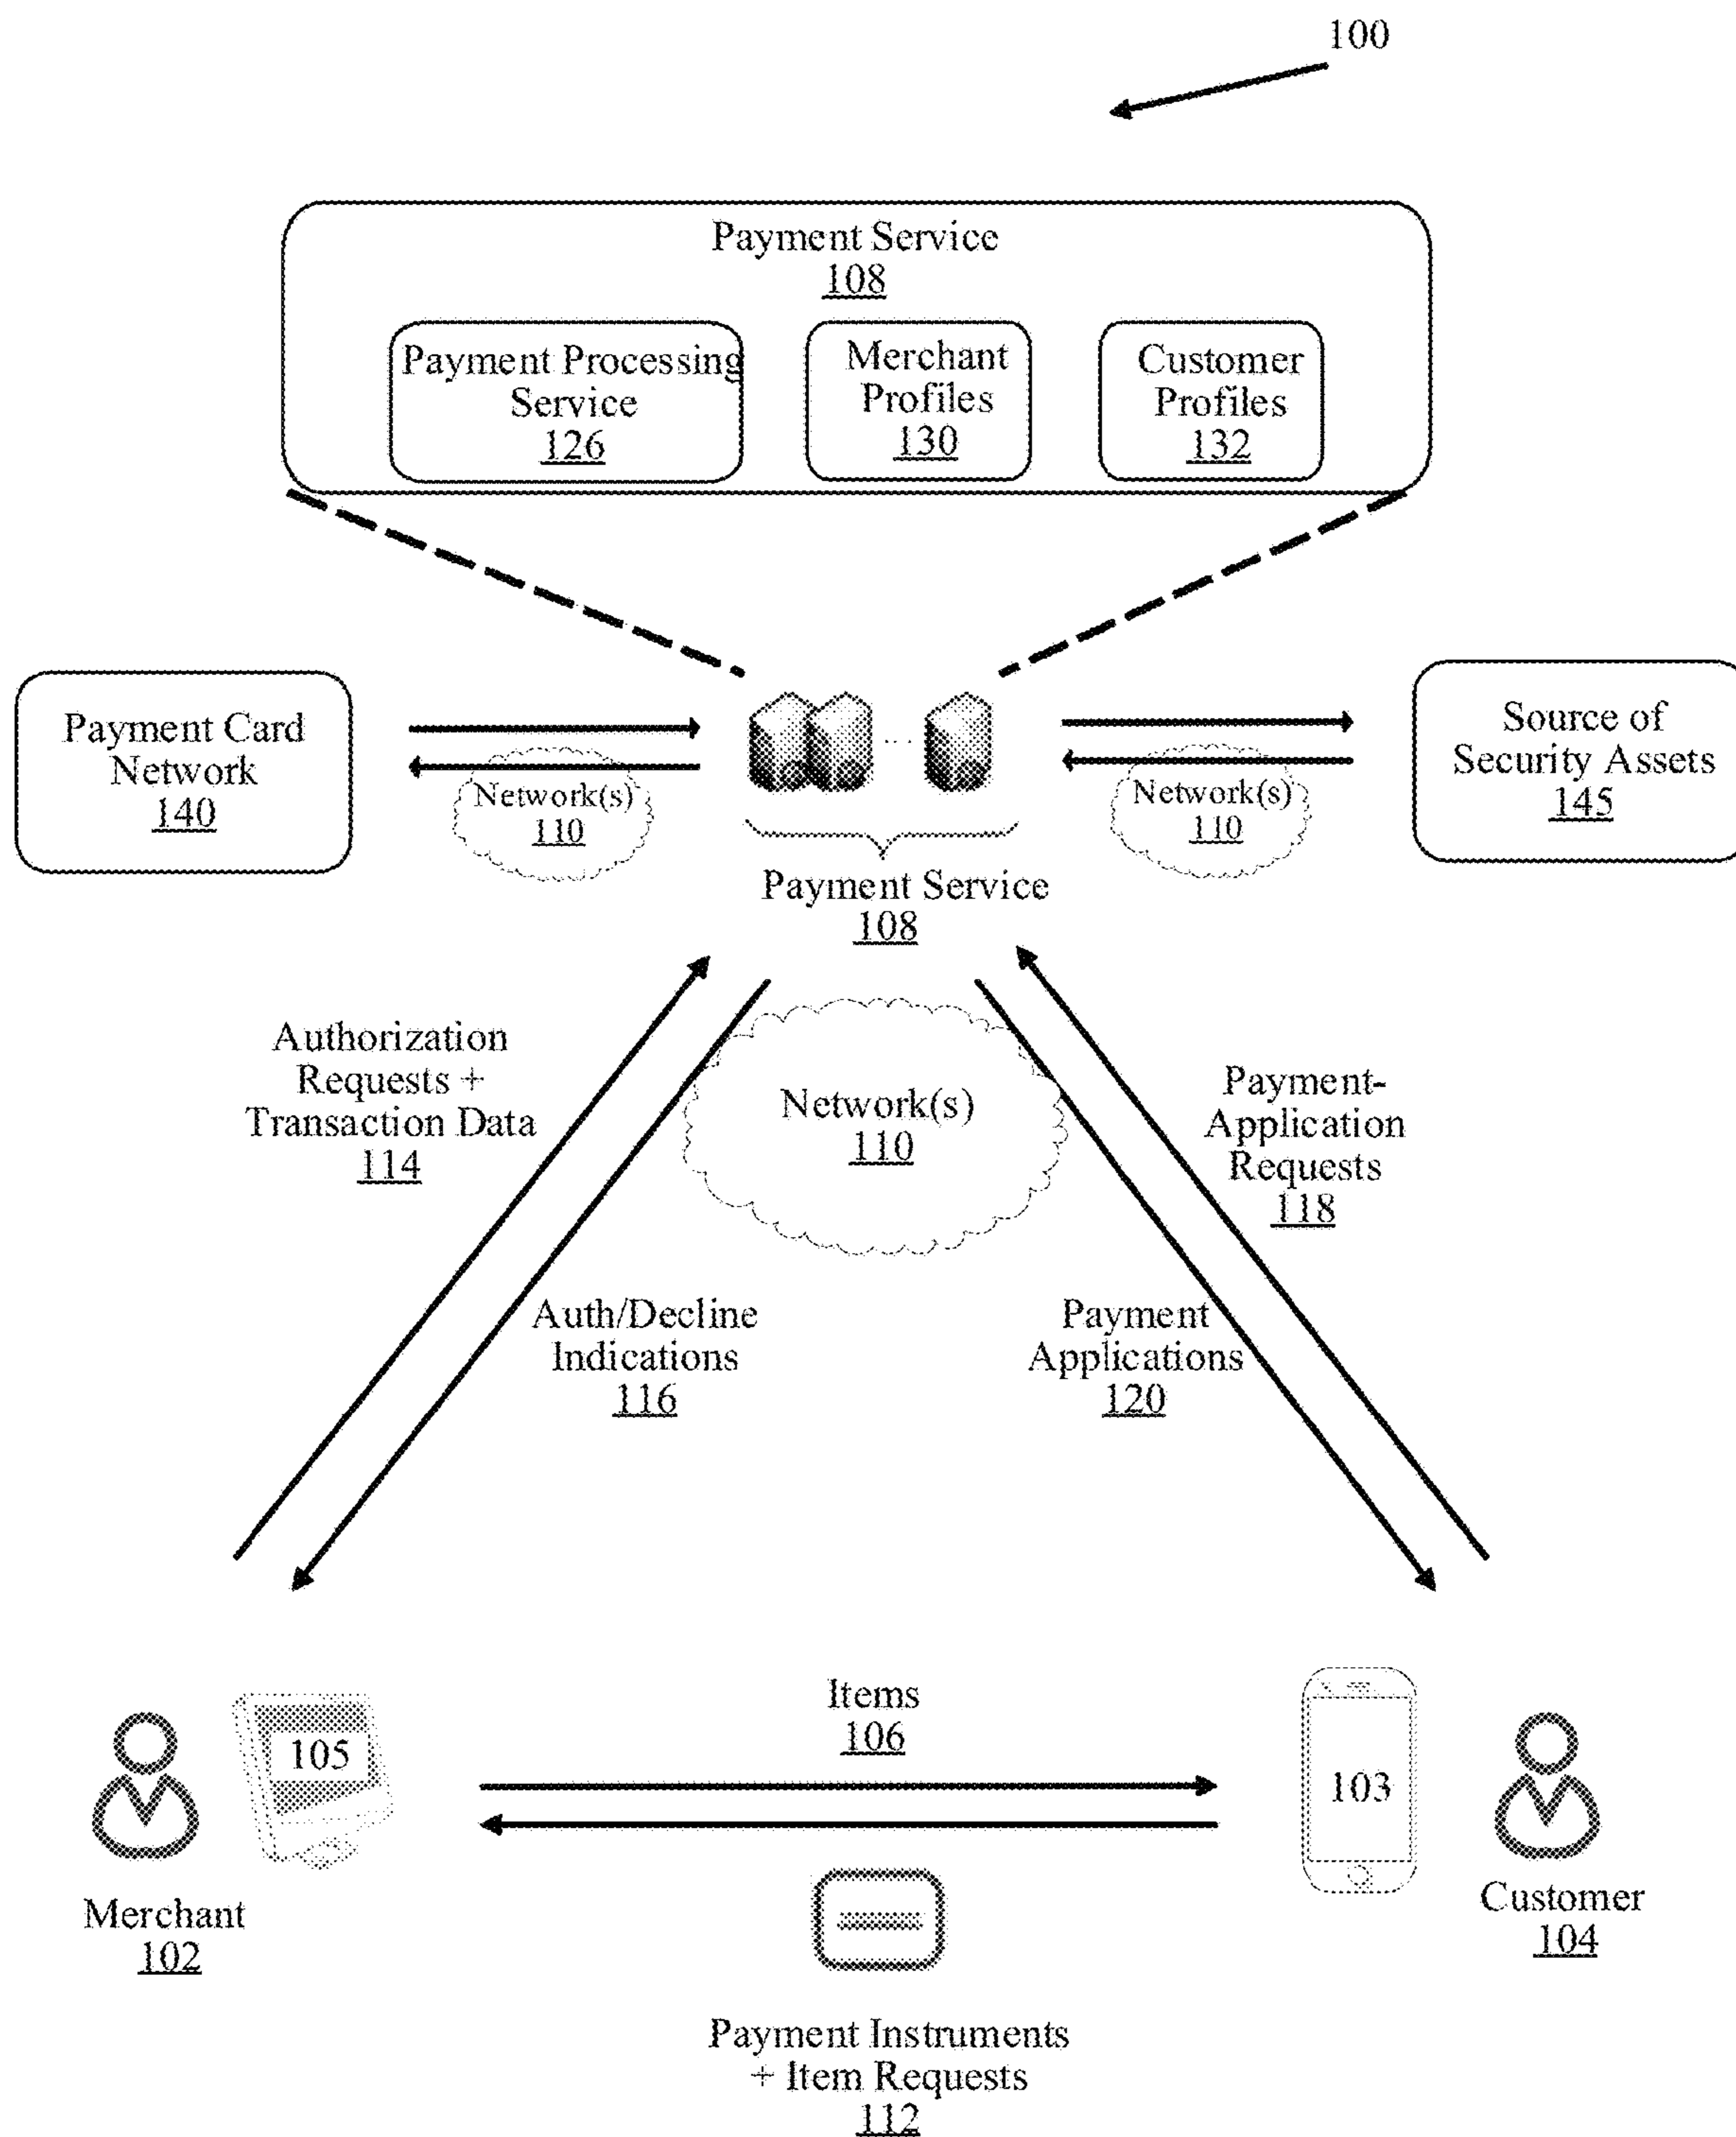 100
Payment Service
108
Payment Processing
Service
126
Merchant
Profiles
130
Customer
Profiles
132
Payment Card
Network
140
Network(s)
110
Payment Service
108
Network(s)
110
Source of
Security Assets
145
Authorization
Requests +
Transaction Data
114
Network(s)
110
Payment-
Application
Requests
118
Auth/Decline
Indications
116
Payment
Applications
120
105
Merchant
102
Items
106
103
Customer
104
Payment Instruments
+ Item Requests
112